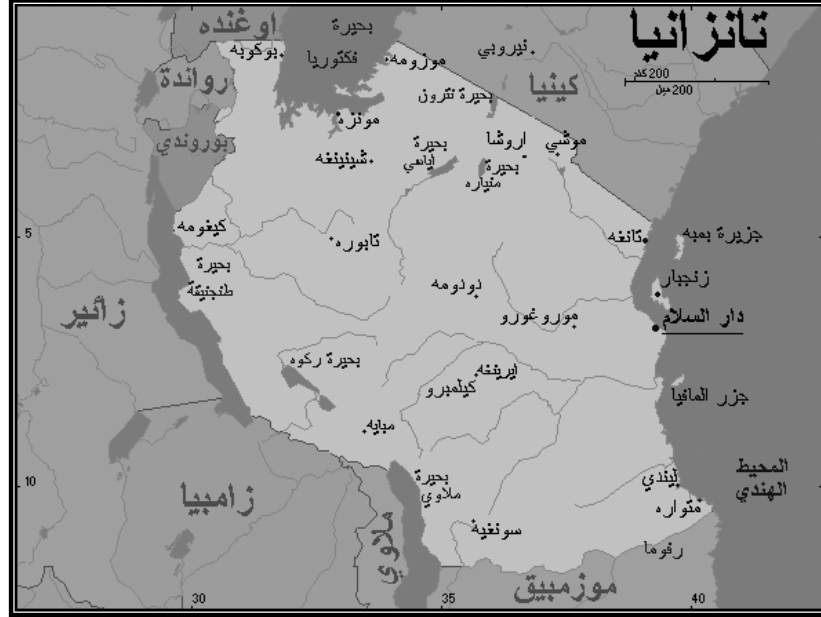 تانزانيا
200 كم
200 ميل
اوغنده
بحيرة
فكتوريا
بوكوبه
موزومه
نيروبي
كينيا
رواندة
بوروندي
بحيرة نترون
مونزة
شينينغه
بحيرة
اياسي
اروشا
بحيرة
منياره
موشي
كيغومه
تابوره
تانغه
جزيرة بمبه
زنجبار
بحيرة
طنجنيقة
دودومه
موروغورو
دار السلام
زائير
بحيرة ركوه
ايرينغه
كيلمبرو
جزر المافيا
مبايه
المحيط
الهندي
بحيرة
ملاوي
ليندي
متواره
زامبيا
ملاوي
سونغية
رفوما
موزمبيق
5
10
30
35
40